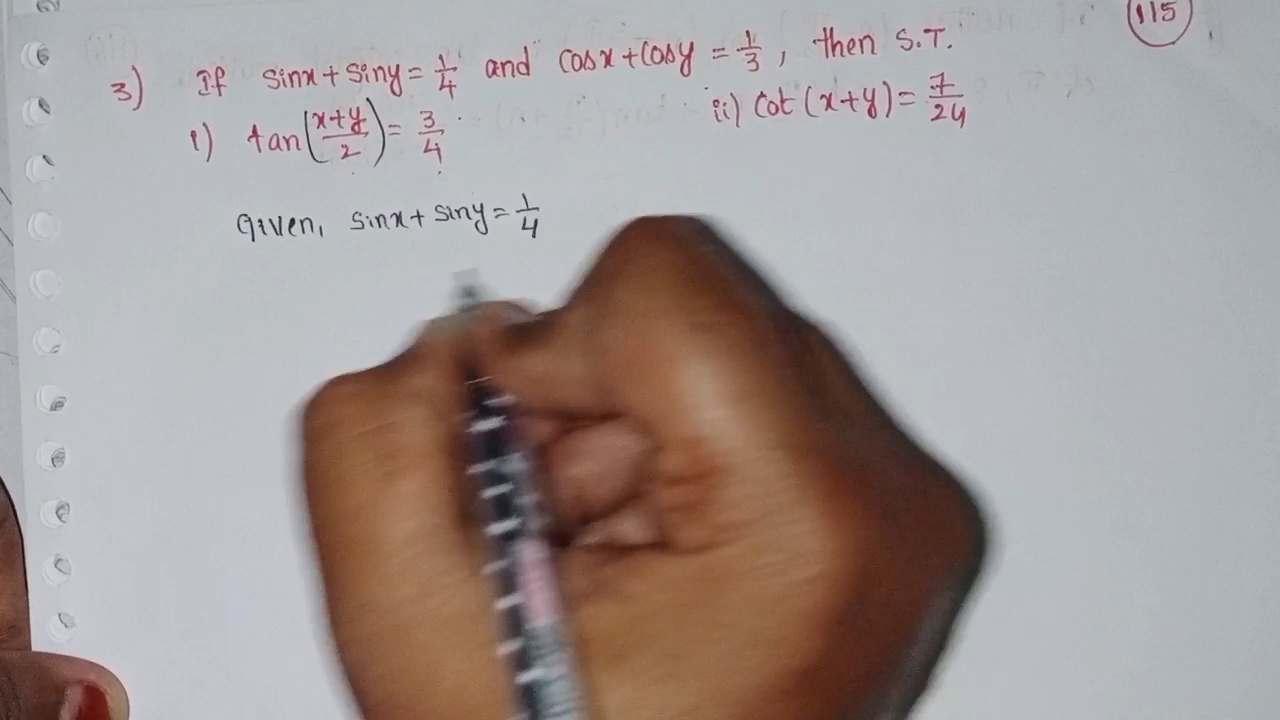 115
3) If sinx + siny = 1/4 and cosx + cosy = 1/3, then S.T.
i) tan(x+y/2) = 3/4. ii) cot(x+y) = 7/24
Given, sinx + siny = 1/4